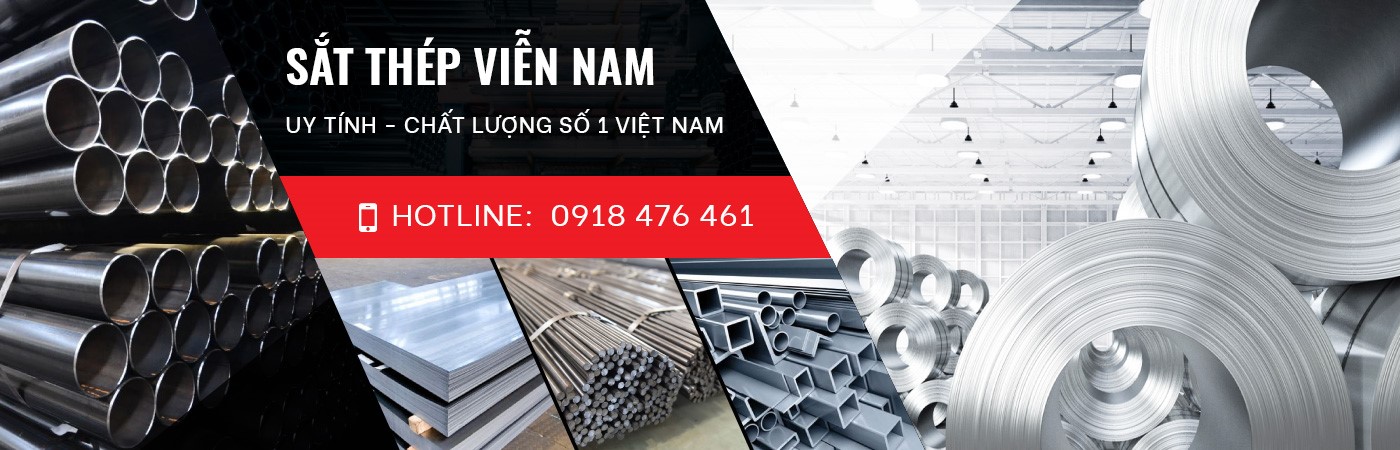 SẮT THÉP VIỄN NAM
UY TÍNH – CHẤT LƯỢNG SỐ 1 VIỆT NAM
HOTLINE: 0918 476 461